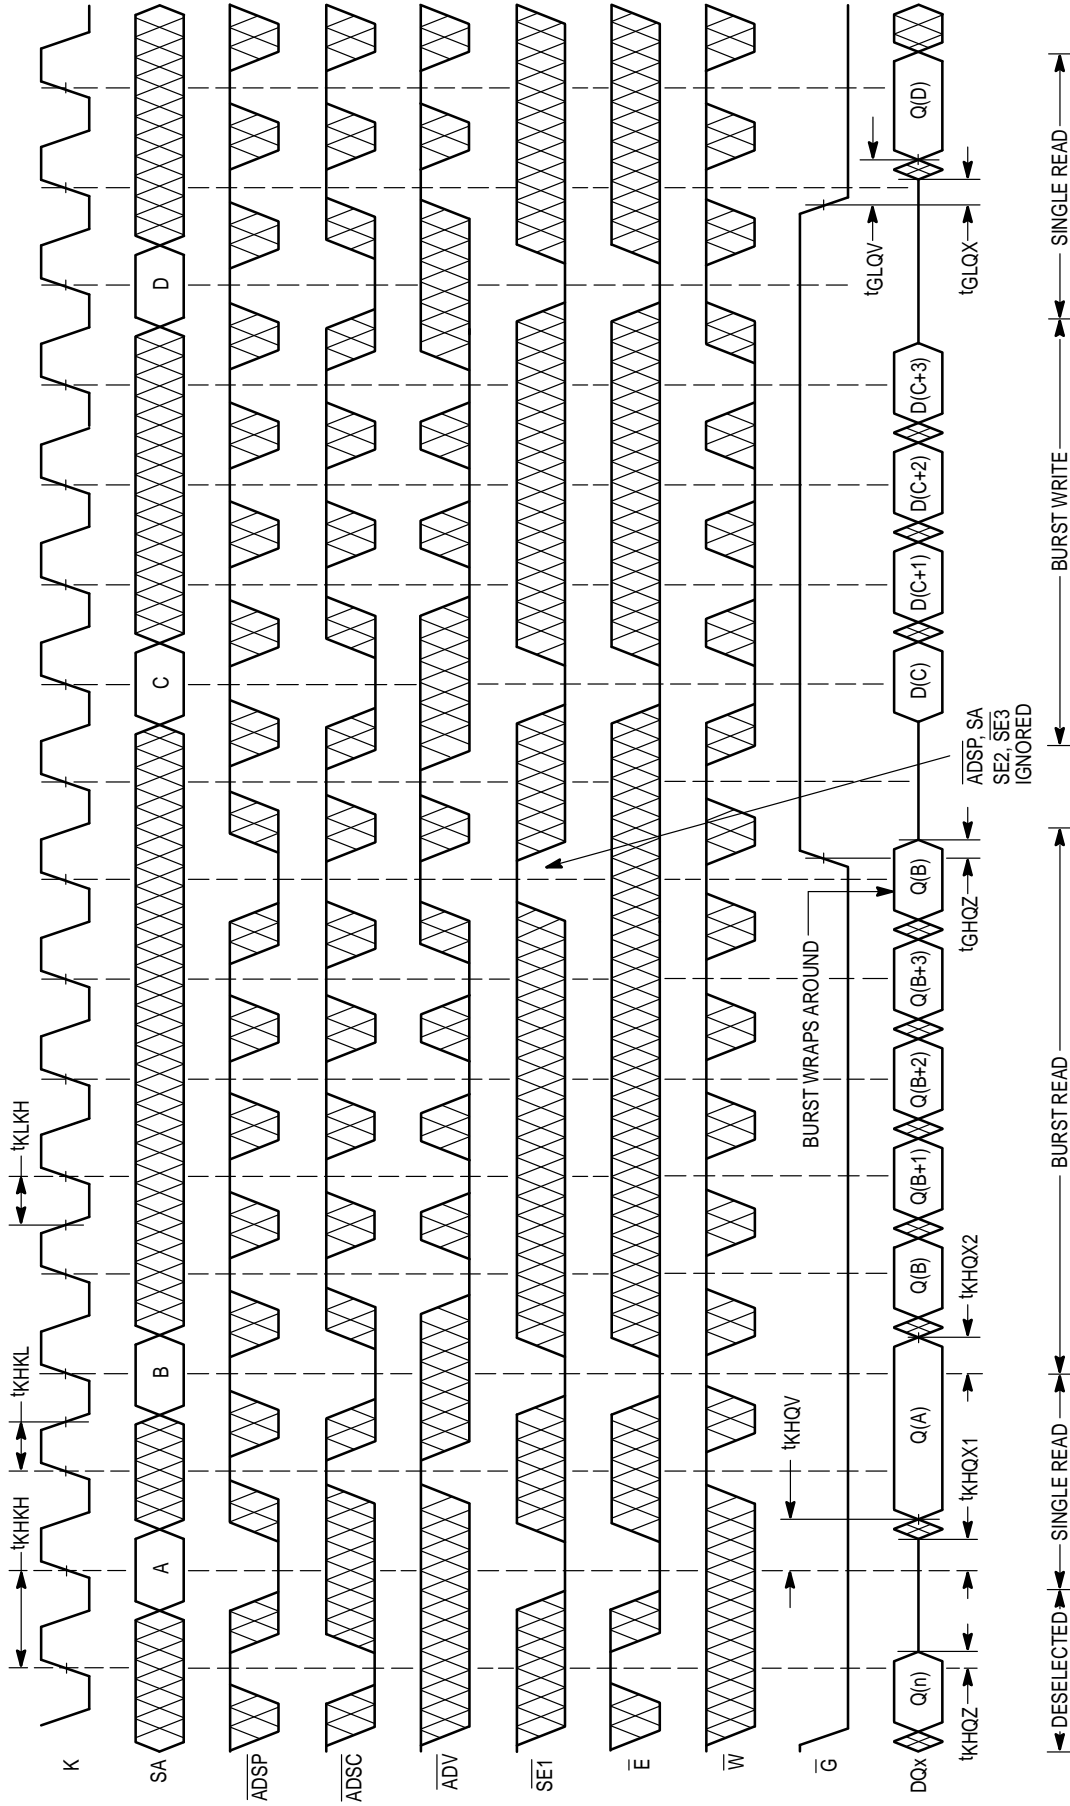 K
SA
ADSP
ADSC
ADV
SE1
E
W
G
DQx
tKHKH
tKHKL
tKLKH
A
B
C
D
tKHQV
BURST WRAPS AROUND
ADSP, SA
SE2, SE3
IGNORED
tGLQV
Q(n)
Q(A)
Q(B)
Q(B+1)
Q(B+2)
Q(B+3)
Q(B)
D(C)
D(C+1)
D(C+2)
D(C+3)
Q(D)
tKHQZ
tKHQX1
tKHQX2
tGHQZ
tGLQX
DESELECTED
SINGLE READ
BURST READ
BURST WRITE
SINGLE READ